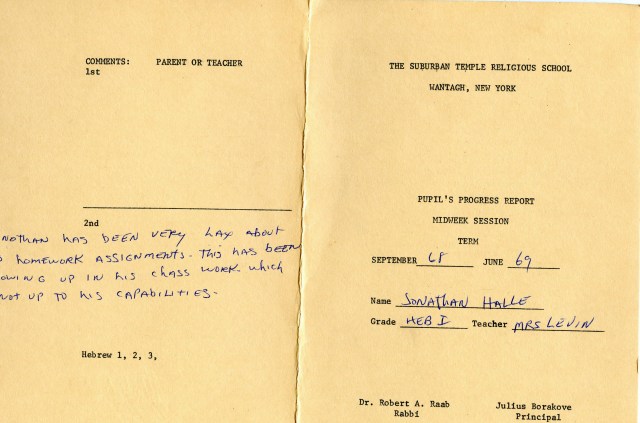 COMMENTS: PARENT OR TEACHER
1st
2nd
NOTHAN HAS BEEN VERY LAX ABOUT
HOMEWORK ASSIGNMENTS. THIS HAS BEEN
OWING UP IN HIS CLASS WORK WHICH
NOT UP TO HIS CAPABILITIES.
Hebrew 1, 2, 3,
THE SUBURBAN TEMPLE RELIGIOUS SCHOOL
WANTAGH, NEW YORK
PUPIL'S PROGRESS REPORT
MIDWEEK SESSION
TERM
SEPTEMBER 68 JUNE 69
Name JONATHAN HALLE
Grade HEB I Teacher MRS LEVIN
Dr. Robert A. Raab
Rabbi
Julius Borakove
Principal